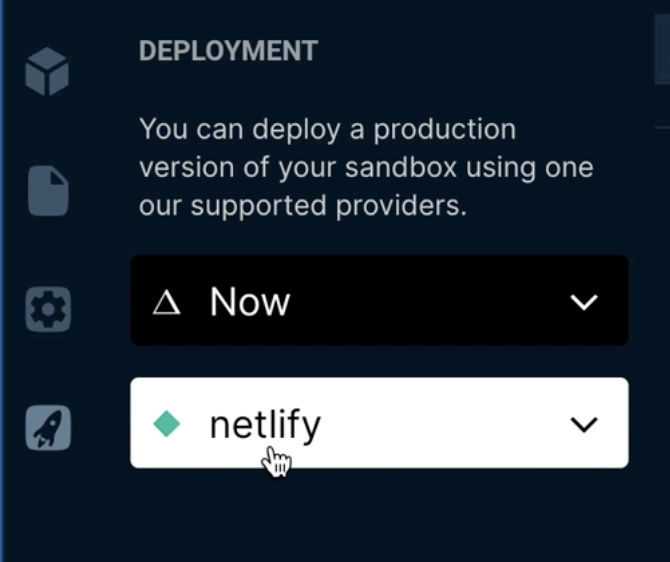 DEPLOYMENT
You can deploy a production
version of your sandbox using one
our supported providers.
Now
netlify